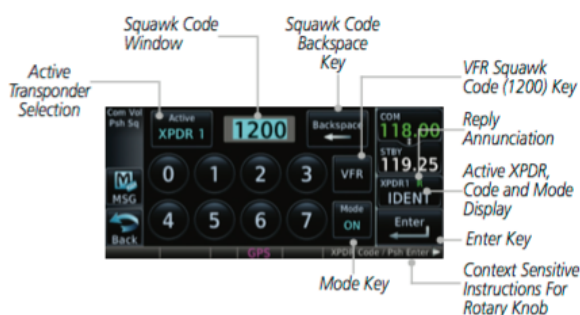 Squawk Code
Window
Squawk Code
Backspace
Key
Active
Transponder
Selection
VFR Squawk
Code (1200) Key
Reply
Annunciation
Active XPDR,
Code and Mode
Display
Enter Key
Context Sensitive
Instructions For
Rotary Knob
Mode Key
Com Vol
Psh Sq
Active
XPDR 1
1200
Backspace
COM
118.00
STBY
119.25
XPDR1 R
IDENT
MSG
0 1 2 3 VFR
4 5 6 7
Mode
ON
Enter
Back
GPS
XPDR Code / Psh Enter